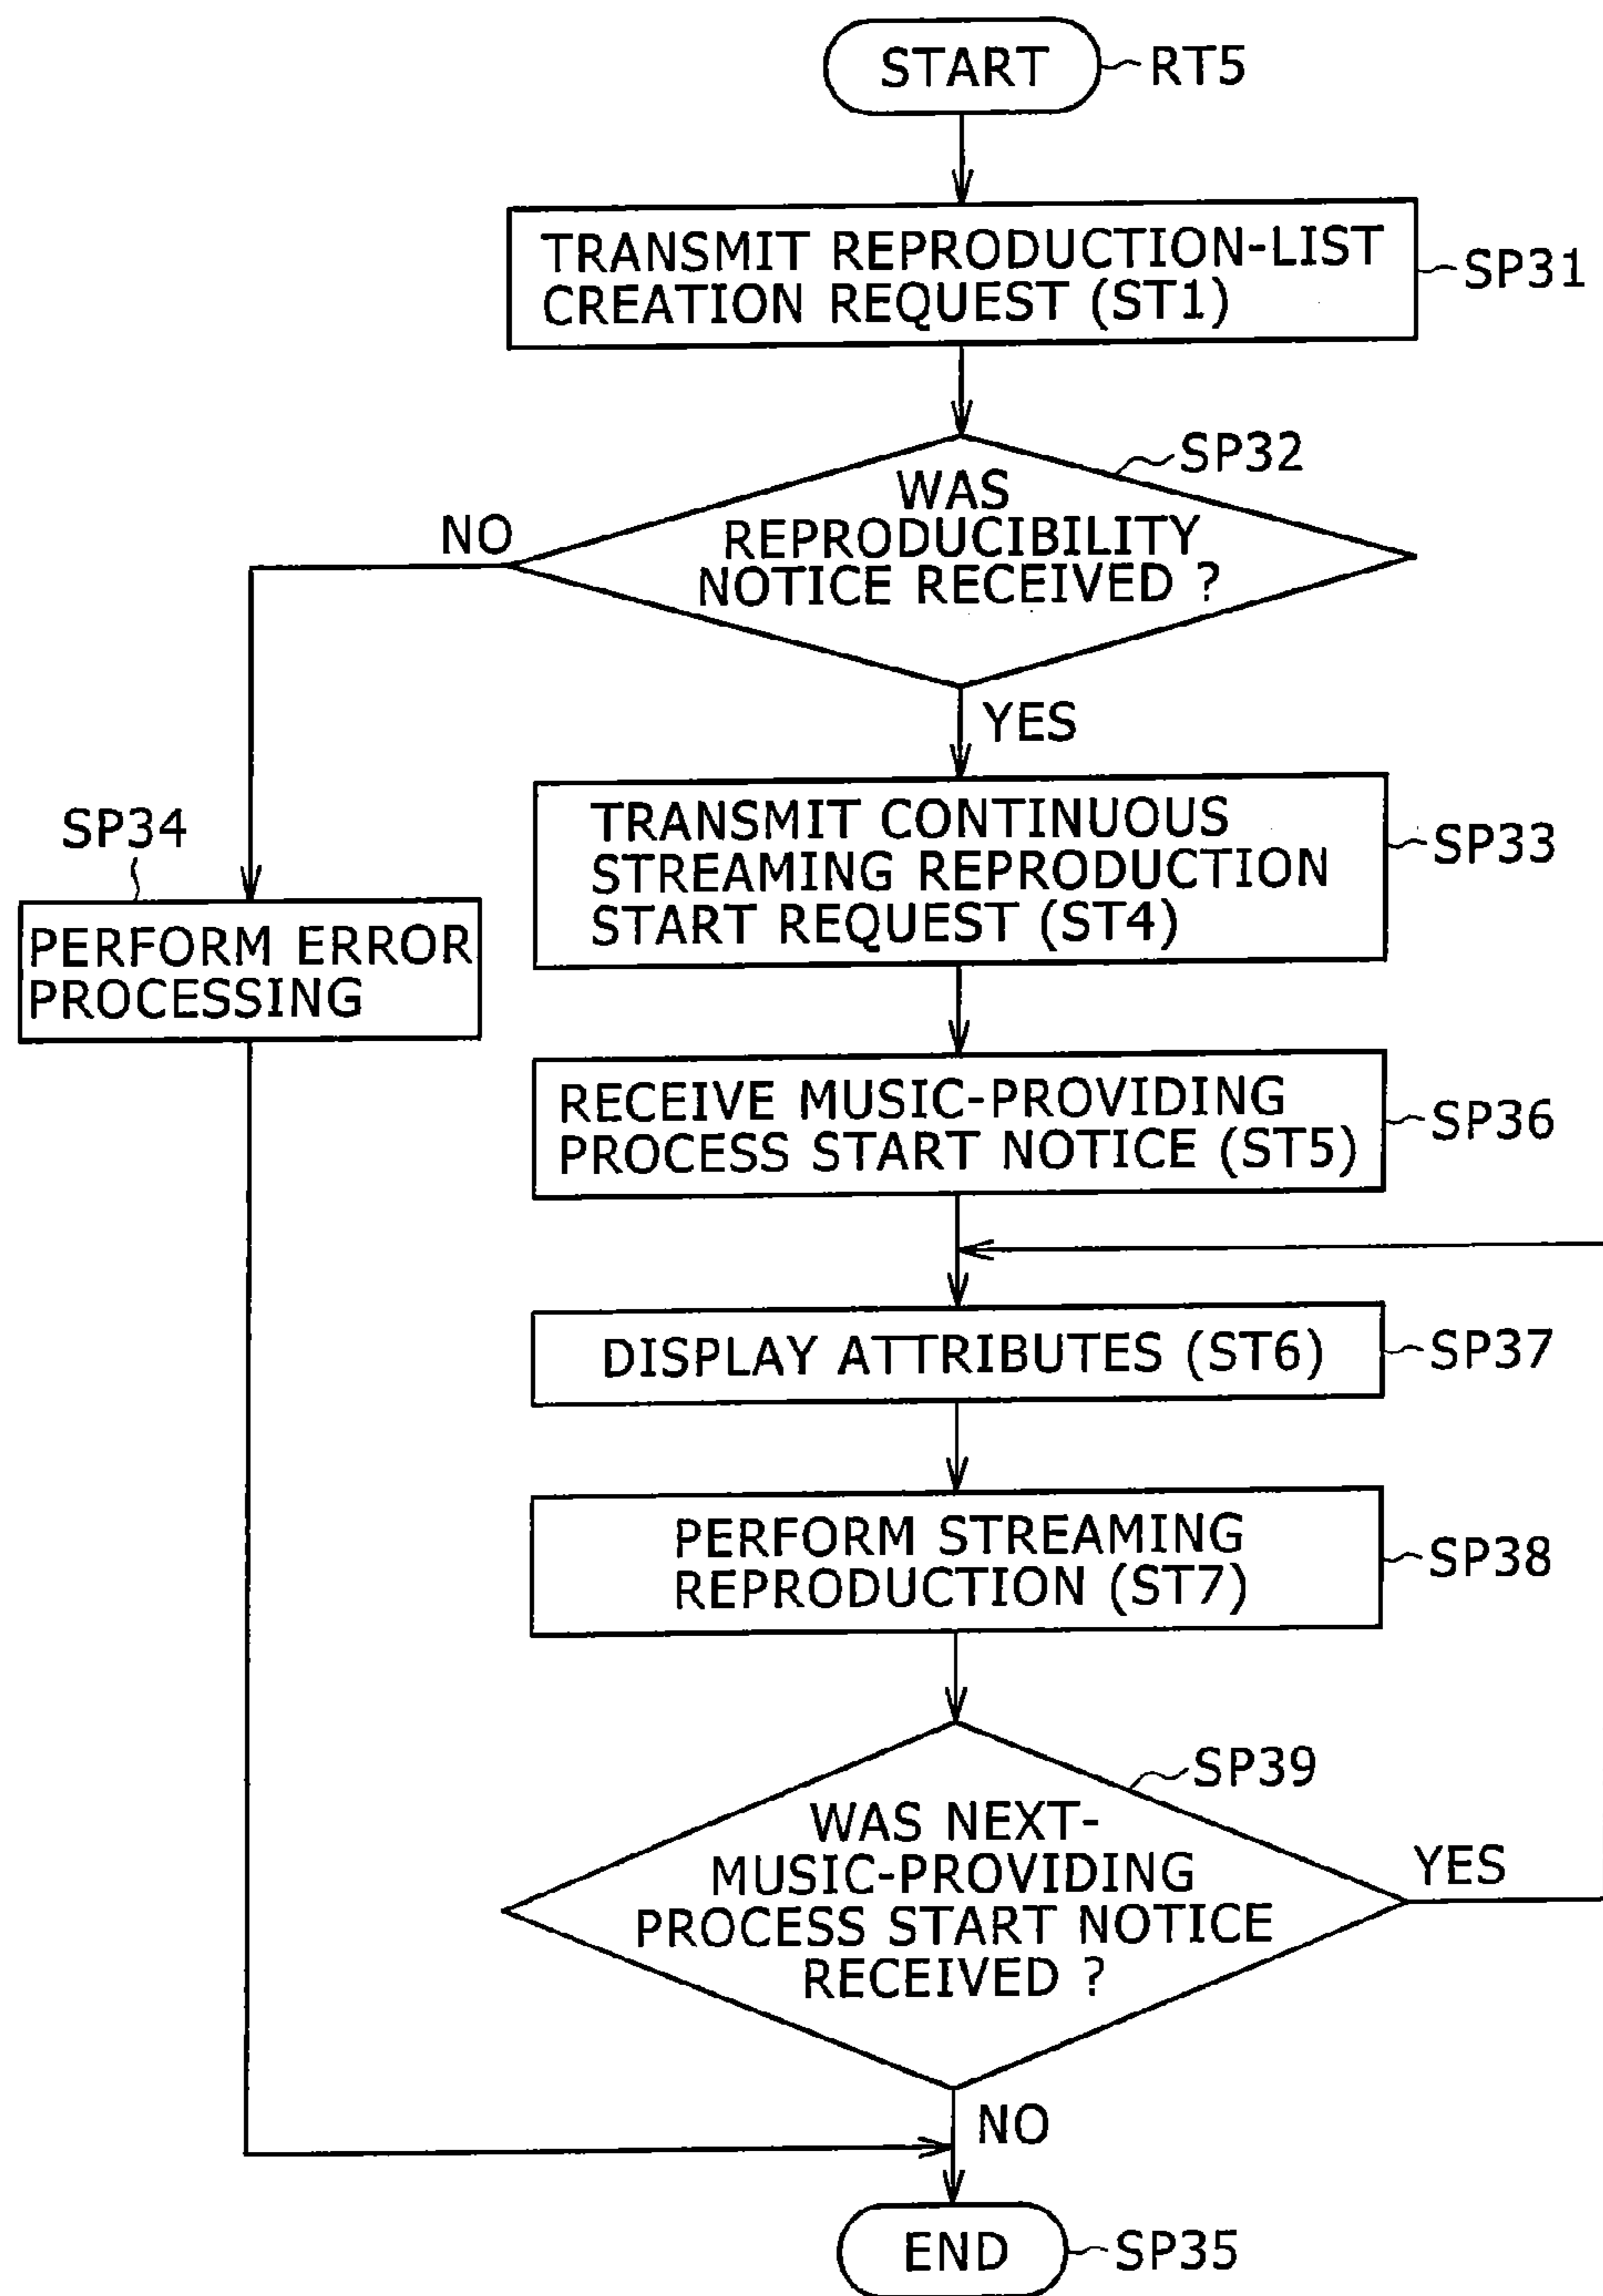 START
RT5
TRANSMIT REPRODUCTION-LIST
CREATION REQUEST (ST1)
SP31
SP32
WAS
REPRODUCIBILITY
NOTICE RECEIVED ?
NO
YES
TRANSMIT CONTINUOUS
STREAMING REPRODUCTION
START REQUEST (ST4)
SP33
SP34
PERFORM ERROR
PROCESSING
RECEIVE MUSIC-PROVIDING
PROCESS START NOTICE (ST5)
SP36
DISPLAY ATTRIBUTES (ST6)
SP37
PERFORM STREAMING
REPRODUCTION (ST7)
SP38
SP39
WAS NEXT-
MUSIC-PROVIDING
PROCESS START NOTICE
RECEIVED ?
YES
NO
END
SP35